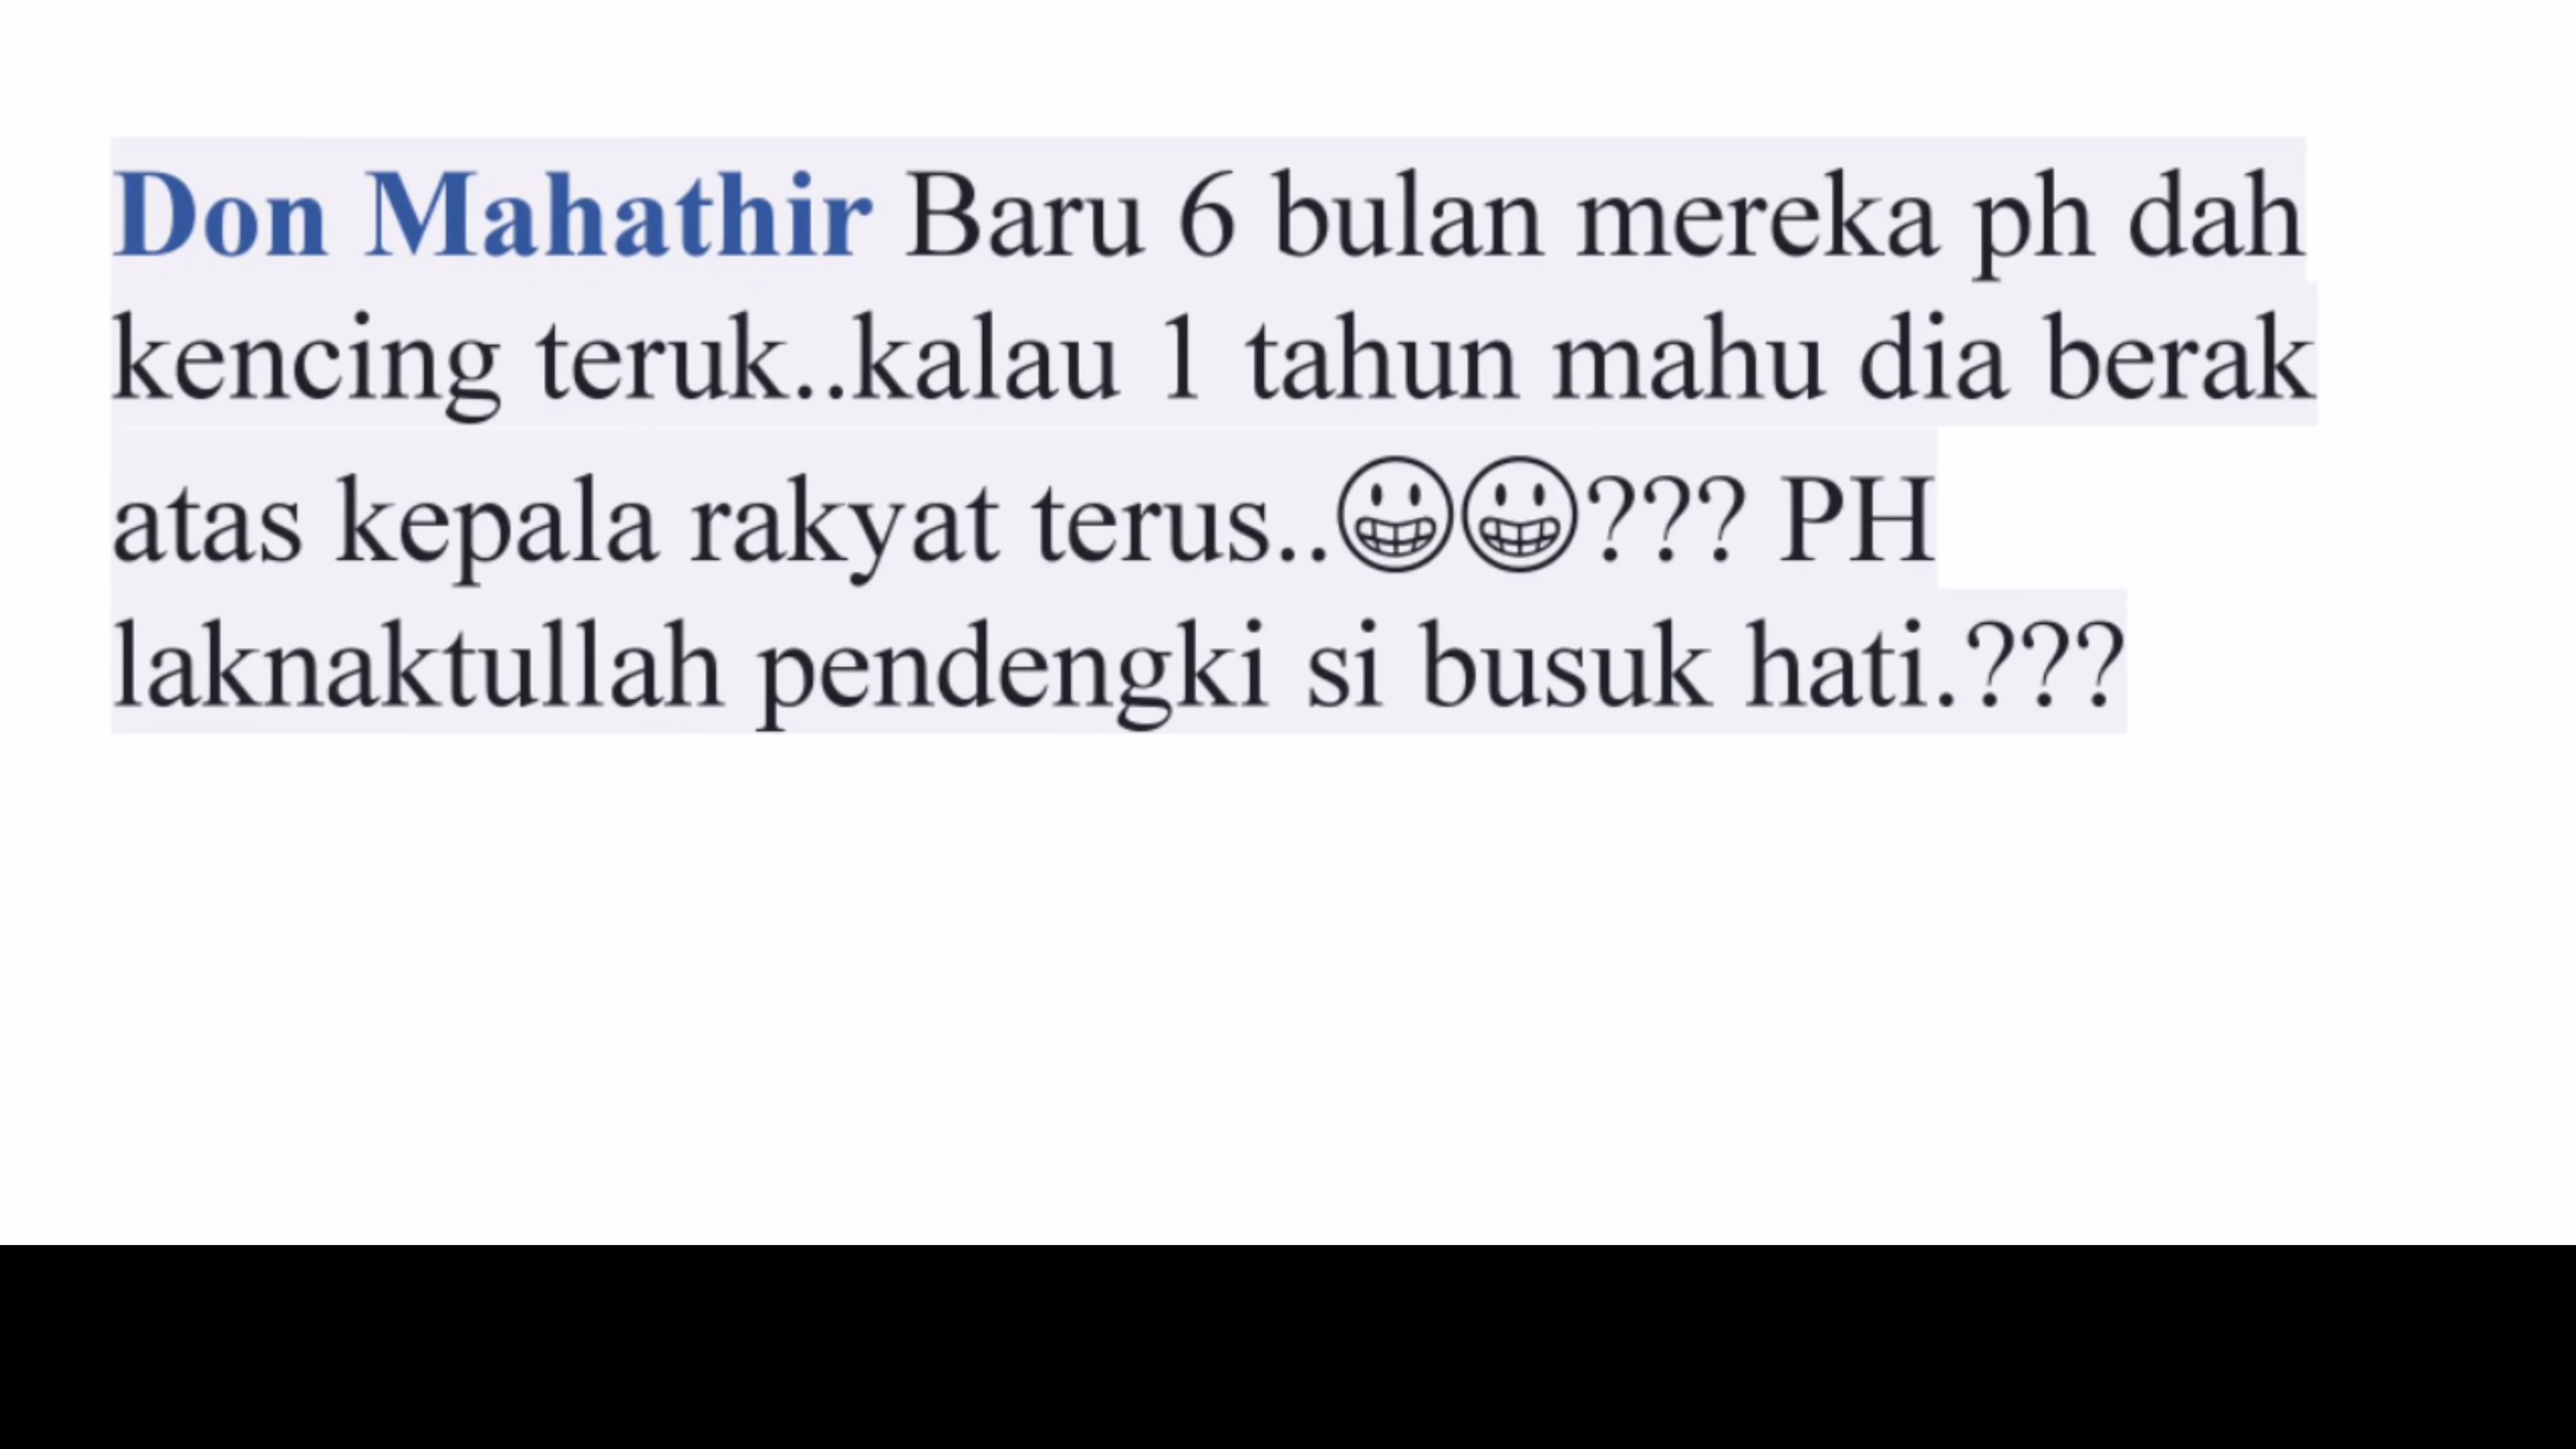 Don Mahathir Baru 6 bulan mereka ph dah
kencing teruk..kalau 1 tahun mahu dia berak
atas kepala rakyat terus..😀😀??? PH
laknaktullah pendengki si busuk hati.???